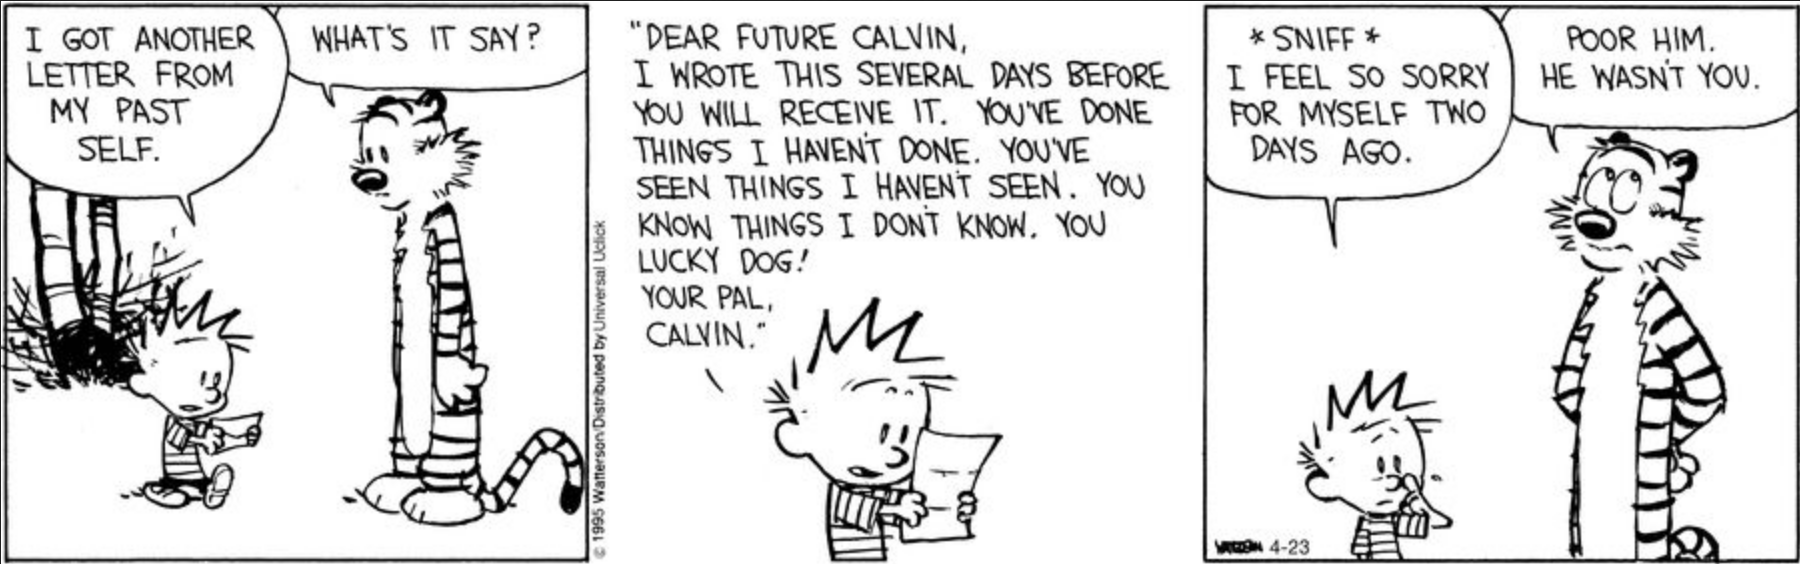 I GOT ANOTHER
LETTER FROM
MY PAST
SELF.
WHAT'S IT SAY?
© 1995 Watterson/Distributed by Universal Uclick
"DEAR FUTURE CALVIN,
I WROTE THIS SEVERAL DAYS BEFORE
YOU WILL RECEIVE IT. YOU'VE DONE
THINGS I HAVEN'T DONE. YOU'VE
SEEN THINGS I HAVEN'T SEEN. YOU
KNOW THINGS I DON'T KNOW. YOU
LUCKY DOG!
YOUR PAL,
CALVIN."
*SNIFF*
I FEEL SO SORRY
FOR MYSELF TWO
DAYS AGO.
POOR HIM.
HE WASN'T YOU.
4-23